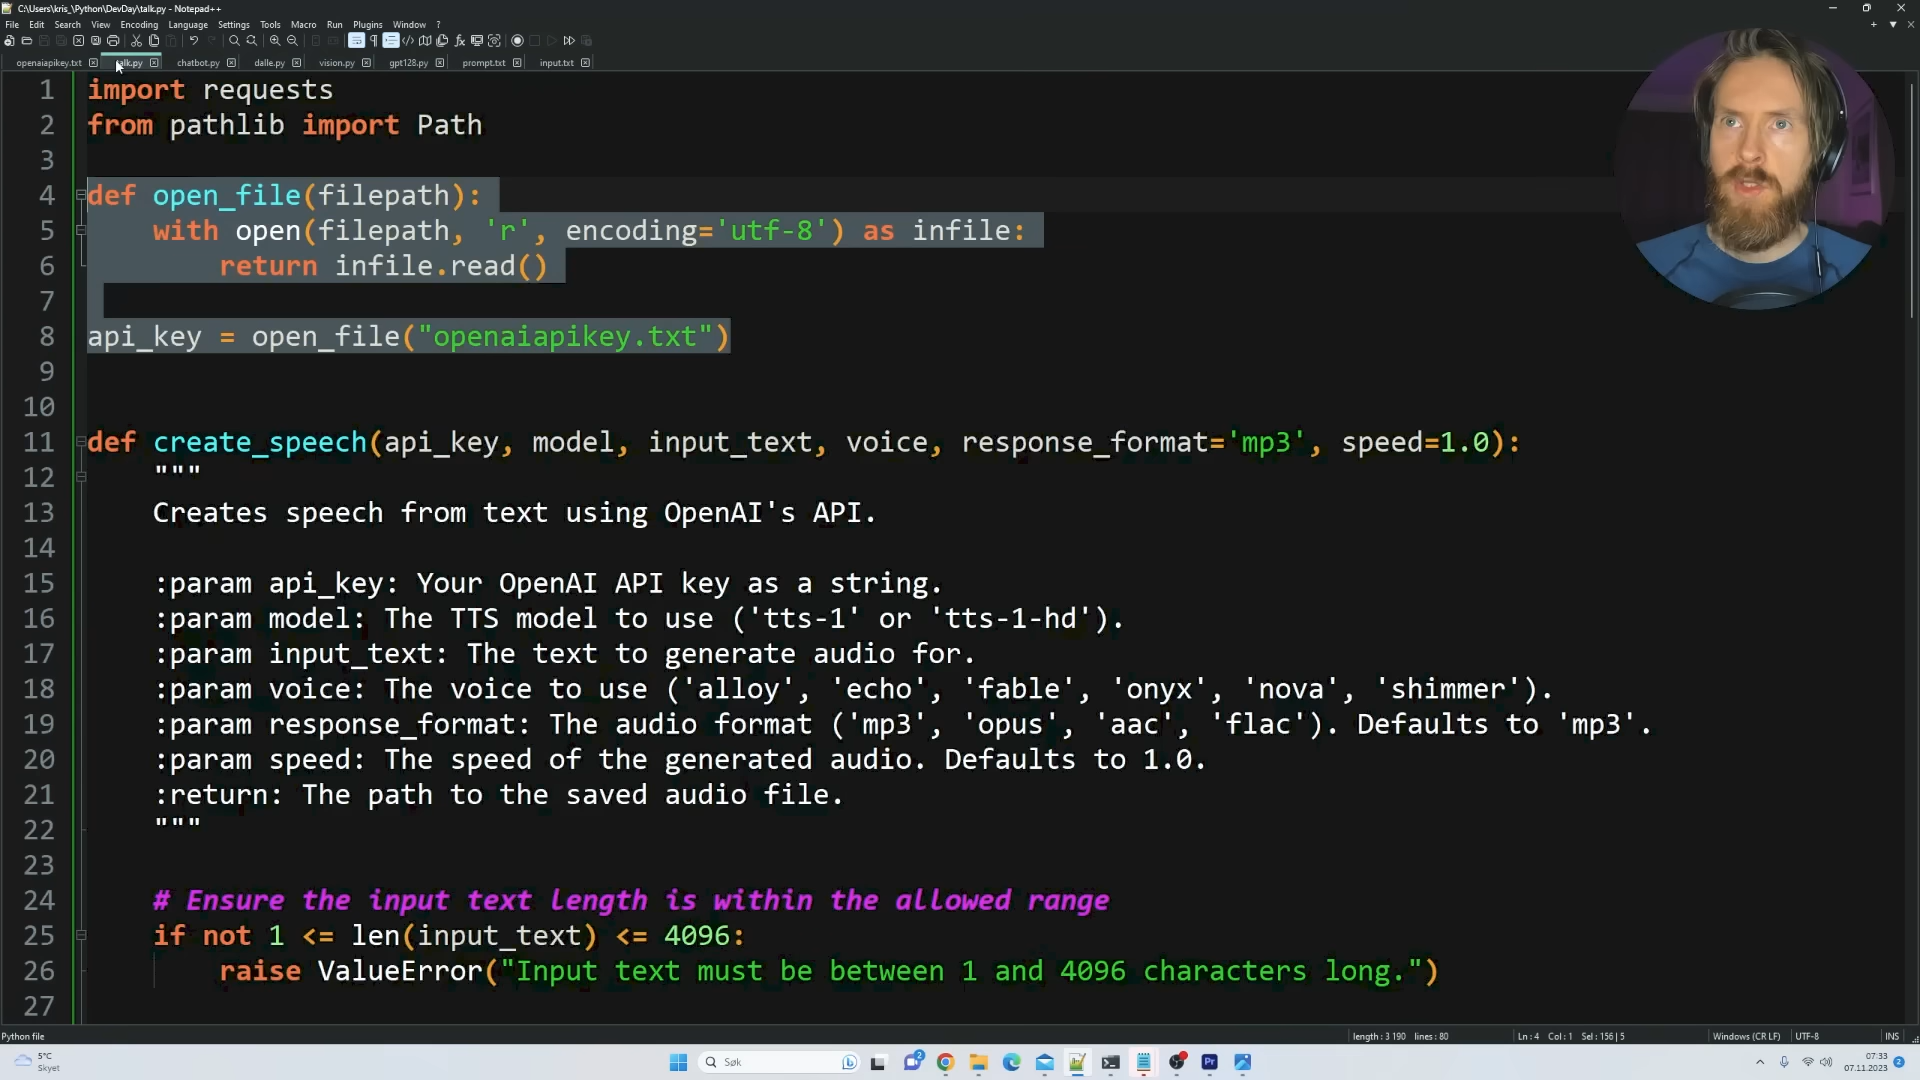 C:\Users\kris_\Python\DevDay\talk.py - Notepad++
File Edit Search View Encoding Language Settings Tools Macro Run Plugins Window ?
openaiapikey.txt talk.py chatbot.py dalle.py vision.py gpt128.py prompt.txt input.txt
1 import requests
2 from pathlib import Path
3
4 def open_file(filepath):
5 with open(filepath, 'r', encoding='utf-8') as infile:
6 return infile.read()
7
8 api_key = open_file("openaiapikey.txt")
9
10
11 def create_speech(api_key, model, input_text, voice, response_format='mp3', speed=1.0):
12 """
13 Creates speech from text using OpenAI's API.
14
15 :param api_key: Your OpenAI API key as a string.
16 :param model: The TTS model to use ('tts-1' or 'tts-1-hd').
17 :param input_text: The text to generate audio for.
18 :param voice: The voice to use ('alloy', 'echo', 'fable', 'onyx', 'nova', 'shimmer').
19 :param response_format: The audio format ('mp3', 'opus', 'aac', 'flac'). Defaults to 'mp3'.
20 :param speed: The speed of the generated audio. Defaults to 1.0.
21 :return: The path to the saved audio file.
22 """
23
24 # Ensure the input text length is within the allowed range
25 if not 1 <= len(input_text) <= 4096:
26 raise ValueError("Input text must be between 1 and 4096 characters long.")
27
Python file length : 3 190 lines : 80 Ln : 4 Col : 1 Sel : 156 | 5 Windows (CR LF) UTF-8 INS
5°C
Skyet
Søk
07:33
07.11.2023